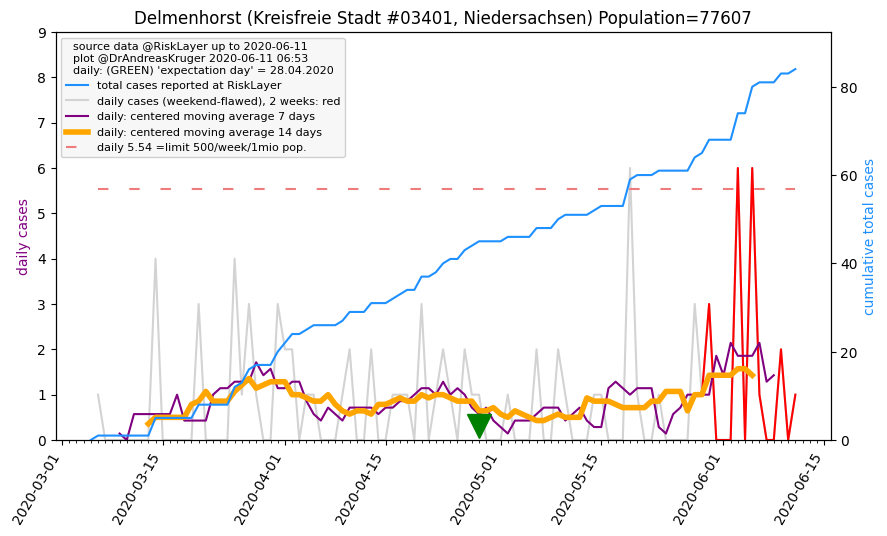 Delmenhorst (Kreisfreie Stadt #03401, Niedersachsen) Population=77607
source data @RiskLayer up to 2020-06-11
plot @DrAndreasKruger 2020-06-11 06:53
daily: (GREEN) 'expectation day' = 28.04.2020
total cases reported at RiskLayer
daily cases (weekend-flawed), 2 weeks: red
daily: centered moving average 7 days
daily: centered moving average 14 days
daily 5.54 =limit 500/week/1mio pop.
daily cases
9
8
7
6
5
4
3
2
1
0
80
60
40
20
0
cumulative total cases
2020-03-01
2020-03-15
2020-04-01
2020-04-15
2020-05-01
2020-05-15
2020-06-01
2020-06-15